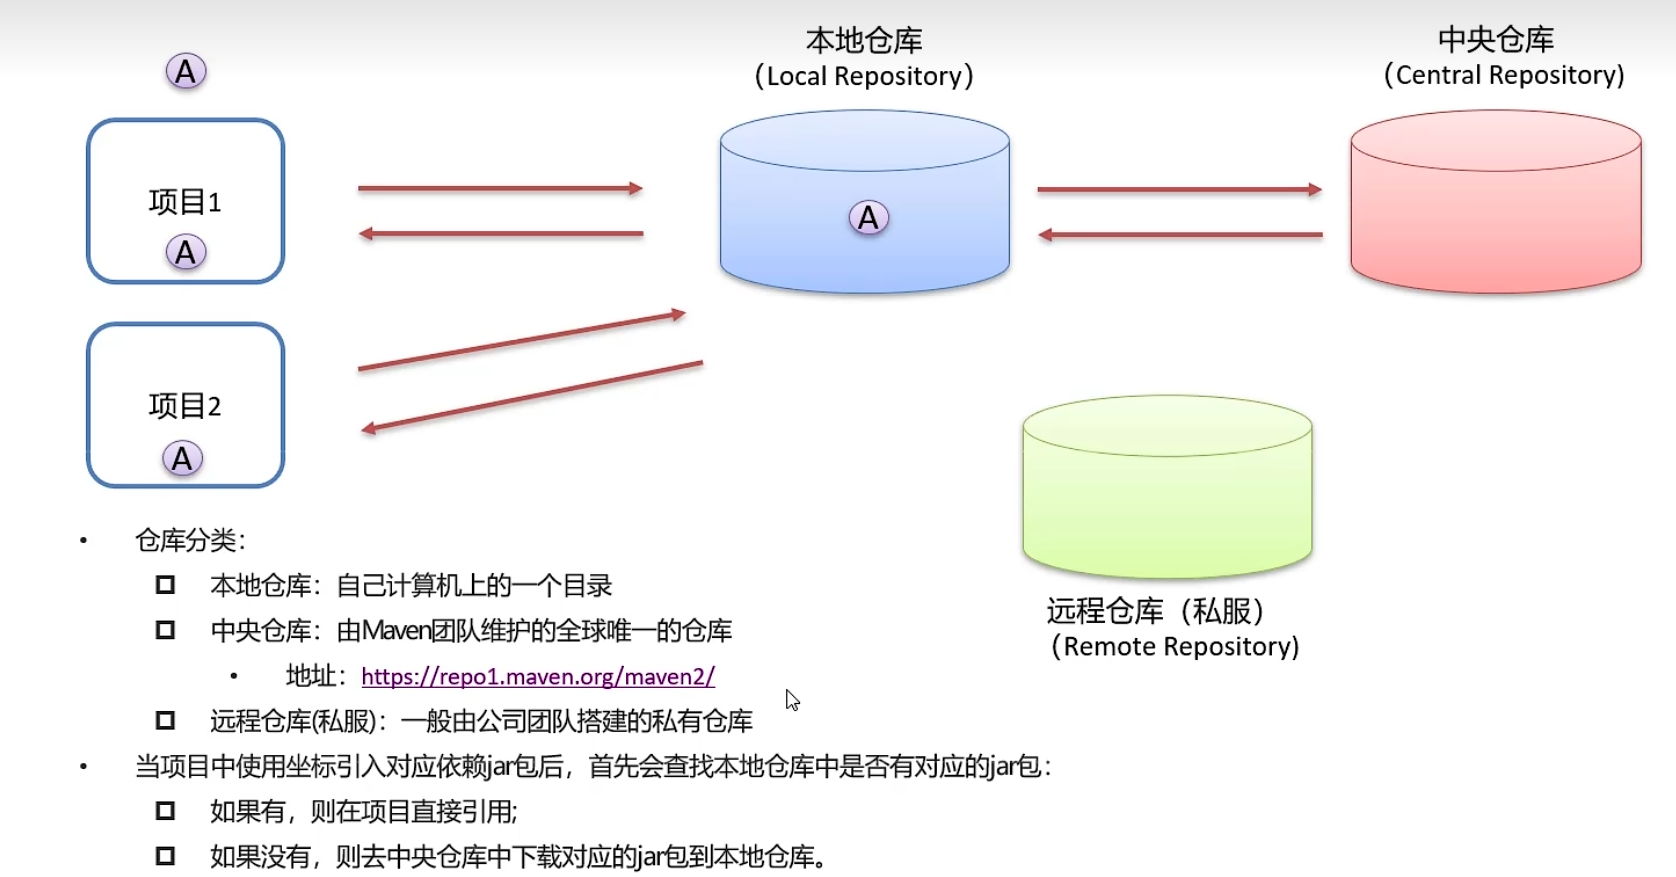 本地仓库
（Local Repository）
中央仓库
（Central Repository)
A
项目1
A
A
项目2
A
远程仓库（私服）
（Remote Repository)
• 仓库分类：
本地仓库：自己计算机上的一个目录
中央仓库：由Maven团队维护的全球唯一的仓库
• 地址：https://repo1.maven.org/maven2/
远程仓库(私服)：一般由公司团队搭建的私有仓库
• 当项目中使用坐标引入对应依赖jar包后，首先会查找本地仓库中是否有对应的jar包：
如果有，则在项目直接引用;
如果没有，则去中央仓库中下载对应的jar包到本地仓库。